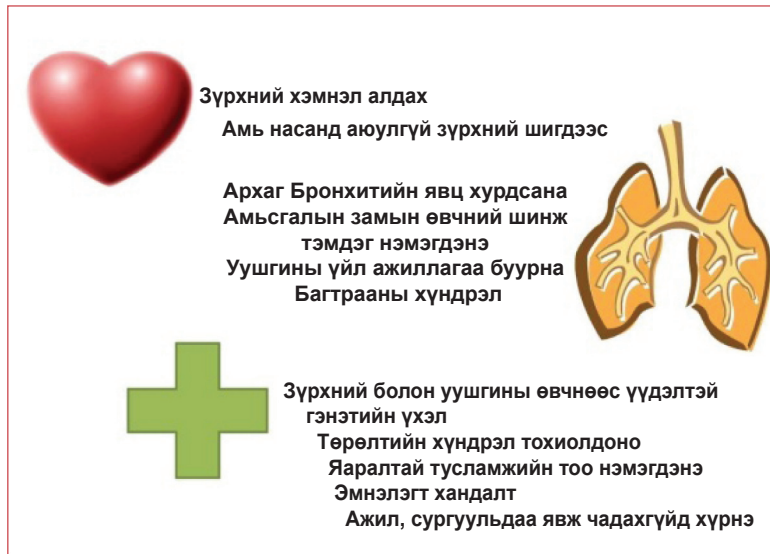 Зүрхний хэмнэл алдах
Амь насанд аюулгүй зүрхний шигдээс
Архаг Бронхитийн явц хурдсана
Амьсгалын замын өвчний шинж
тэмдэг нэмэгдэнэ
Уушгины үйл ажиллагаа буурна
Багтрааны хүндрэл
Зүрхний болон уушгины өвчнөөс үүдэлтэй
гэнэтийн үхэл
Төрөлтийн хүндрэл тохиолдоно
Яаралтай тусламжийн тоо нэмэгдэнэ
Эмнэлэгт хандалт
Ажил, сургуульдаа явж чадахгүйд хүрнэ